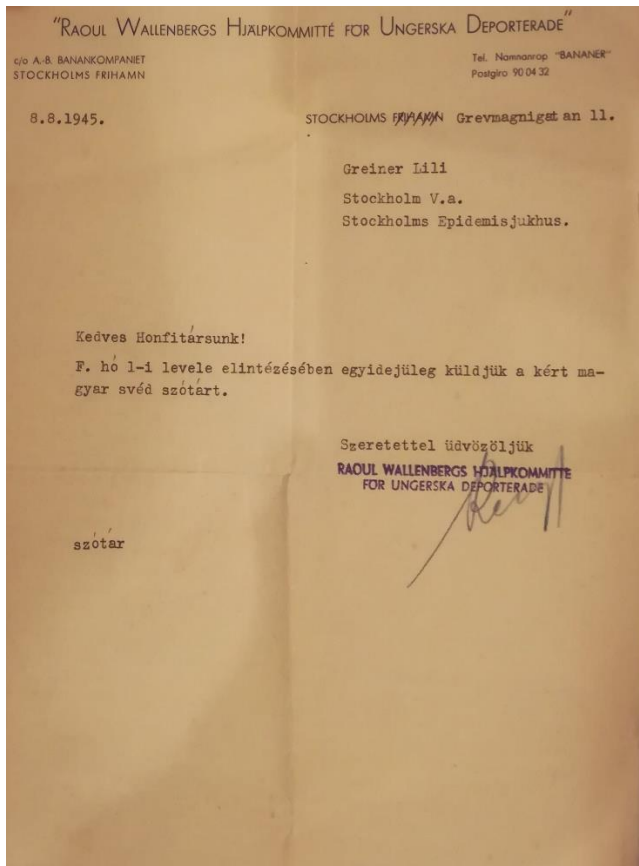 "RAOUL WALLENBERGS HJÄLPKOMMITTÉ FÖR UNGERSKA DEPORTERADE"
c/o A.-B. BANANKOMPANIET
STOCKHOLMS FRIHAMN
Tel. Namnanrop "BANANER"
Postgiro 90 04 32
8.8.1945.
STOCKHOLMS FRIHAMN Grevmagnigatan 11.
Greiner Lili
Stockholm V.a.
Stockholms Epidemisjukhus.
Kedves Honfitársunk!
F. hó 1-i levele elintézésében egyidejüleg küldjük a kért ma-
gyar svéd szótárt.
Szeretettel üdvözöljük
RAOUL WALLENBERGS HJÄLPKOMMITTE
FÖR UNGERSKA DEPORTERADE
szótár